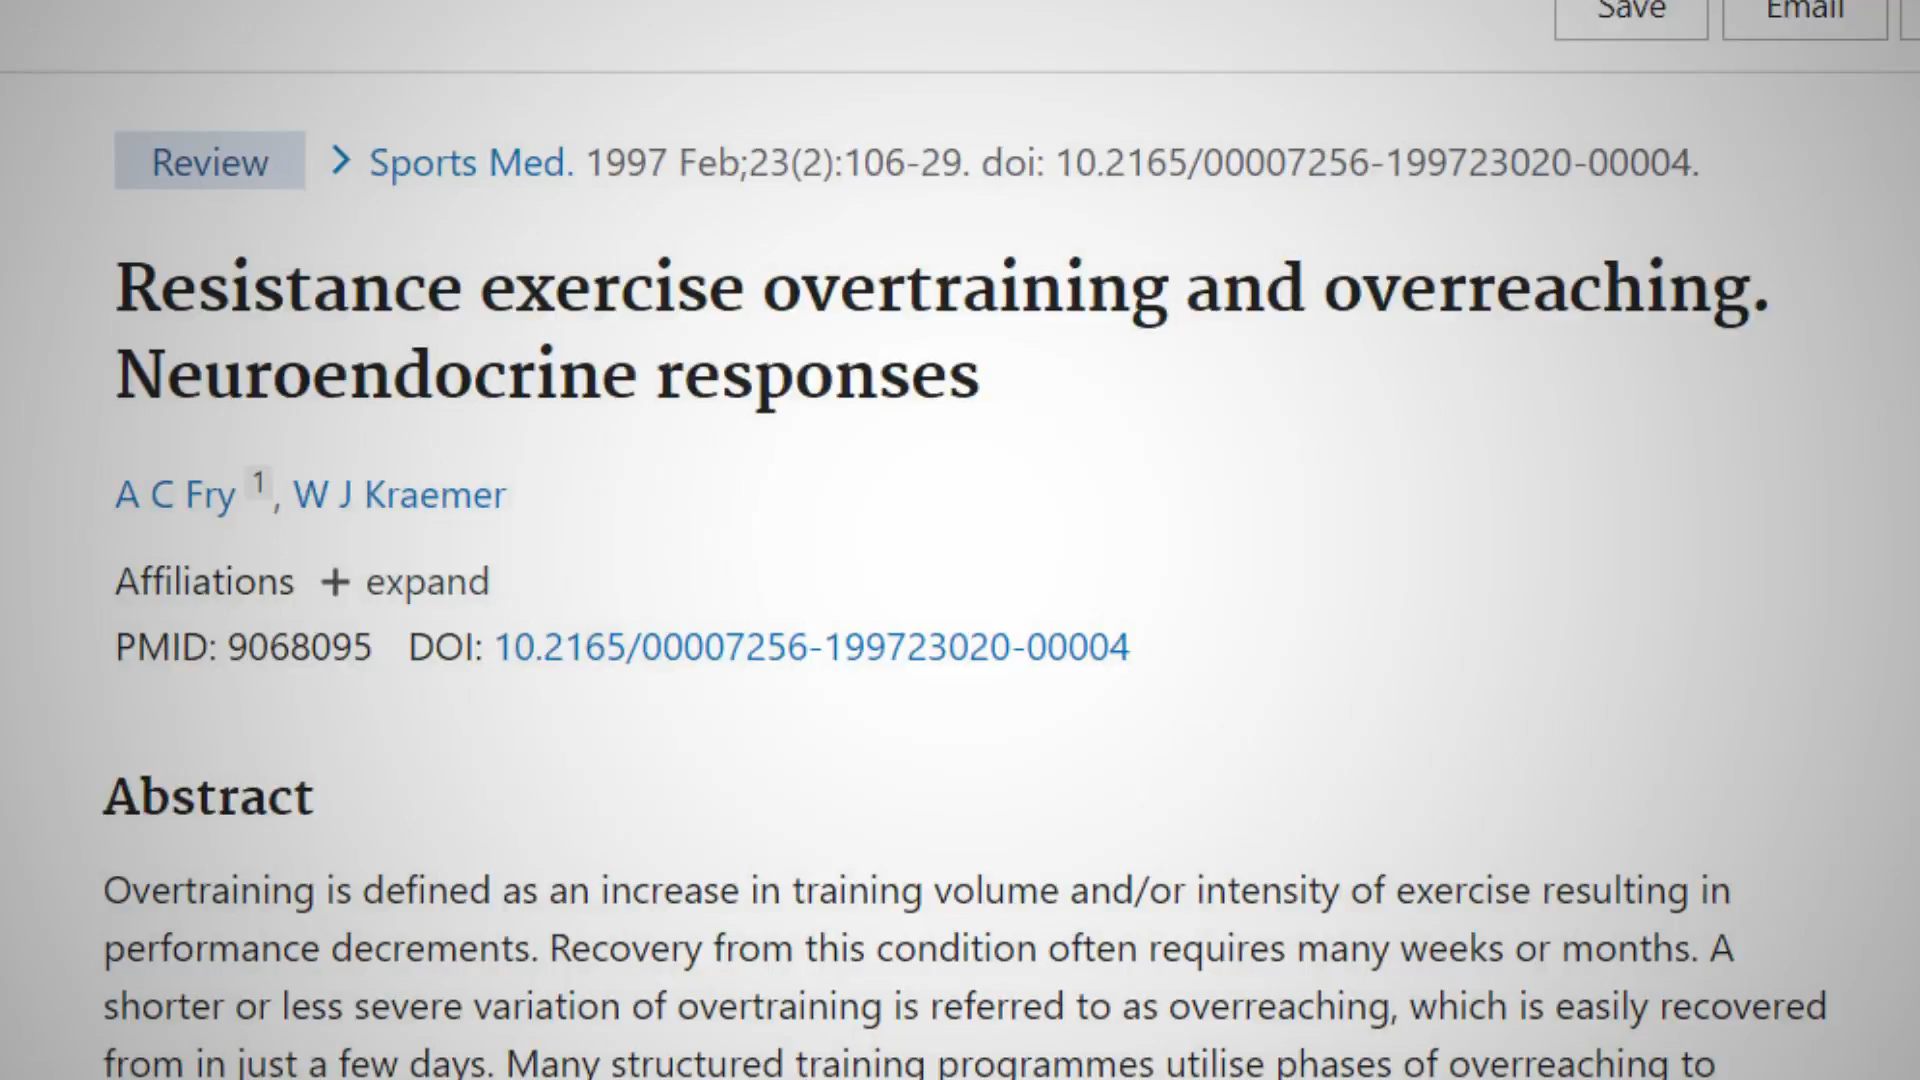 Save Email
Review > Sports Med. 1997 Feb;23(2):106-29. doi: 10.2165/00007256-199723020-00004.
Resistance exercise overtraining and overreaching.
Neuroendocrine responses
A C Fry 1, W J Kraemer
Affiliations + expand
PMID: 9068095 DOI: 10.2165/00007256-199723020-00004
Abstract
Overtraining is defined as an increase in training volume and/or intensity of exercise resulting in
performance decrements. Recovery from this condition often requires many weeks or months. A
shorter or less severe variation of overtraining is referred to as overreaching, which is easily recovered
from in just a few days. Many structured training programmes utilise phases of overreaching to